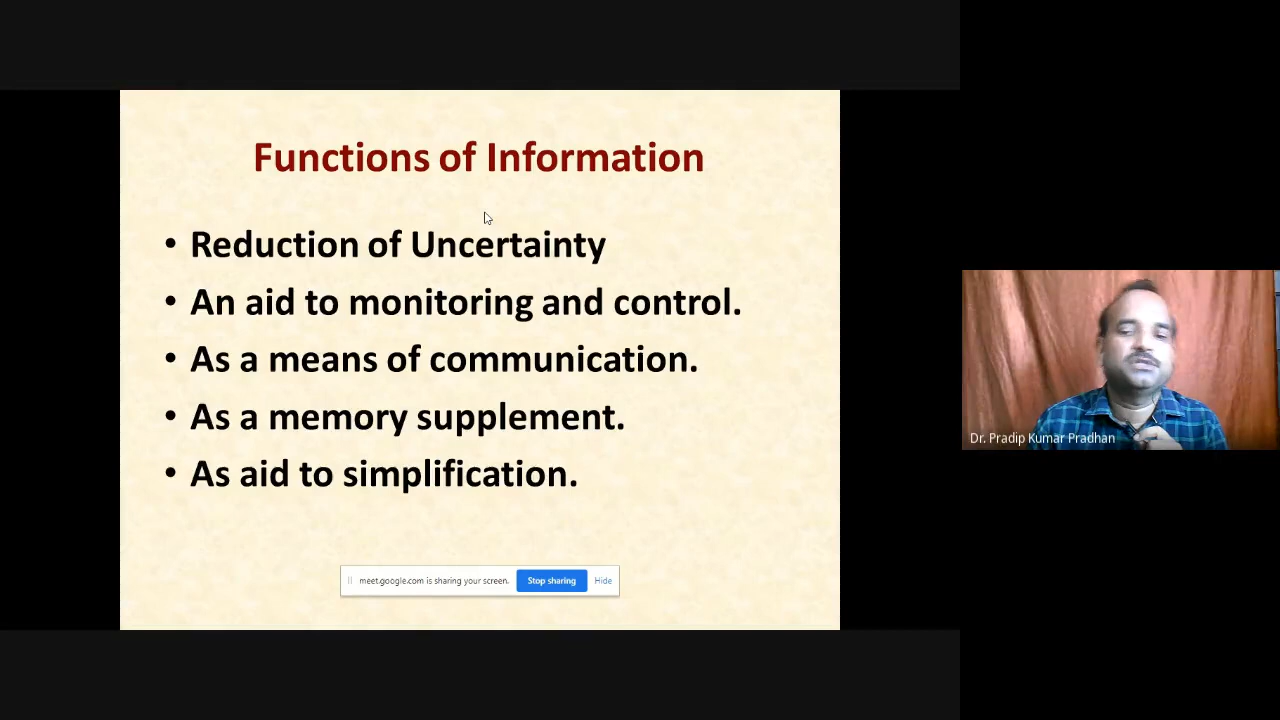 Functions of Information
• Reduction of Uncertainty
• An aid to monitoring and control.
• As a means of communication.
• As a memory supplement.
• As aid to simplification.
meet.google.com is sharing your screen. Stop sharing Hide
Dr. Pradip Kumar Pradhan